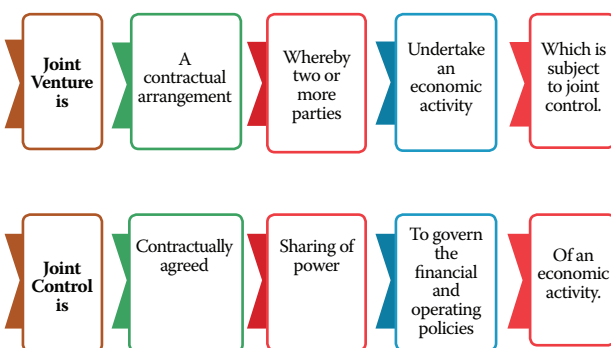 Joint
Venture
is
A
contractual
arrangement
Whereby
two or
more
parties
Undertake
an
economic
activity
Which is
subject
to joint
control.
Joint
Control
is
Contractually
agreed
Sharing of
power
To govern
the
financial
and
operating
policies
Of an
economic
activity.